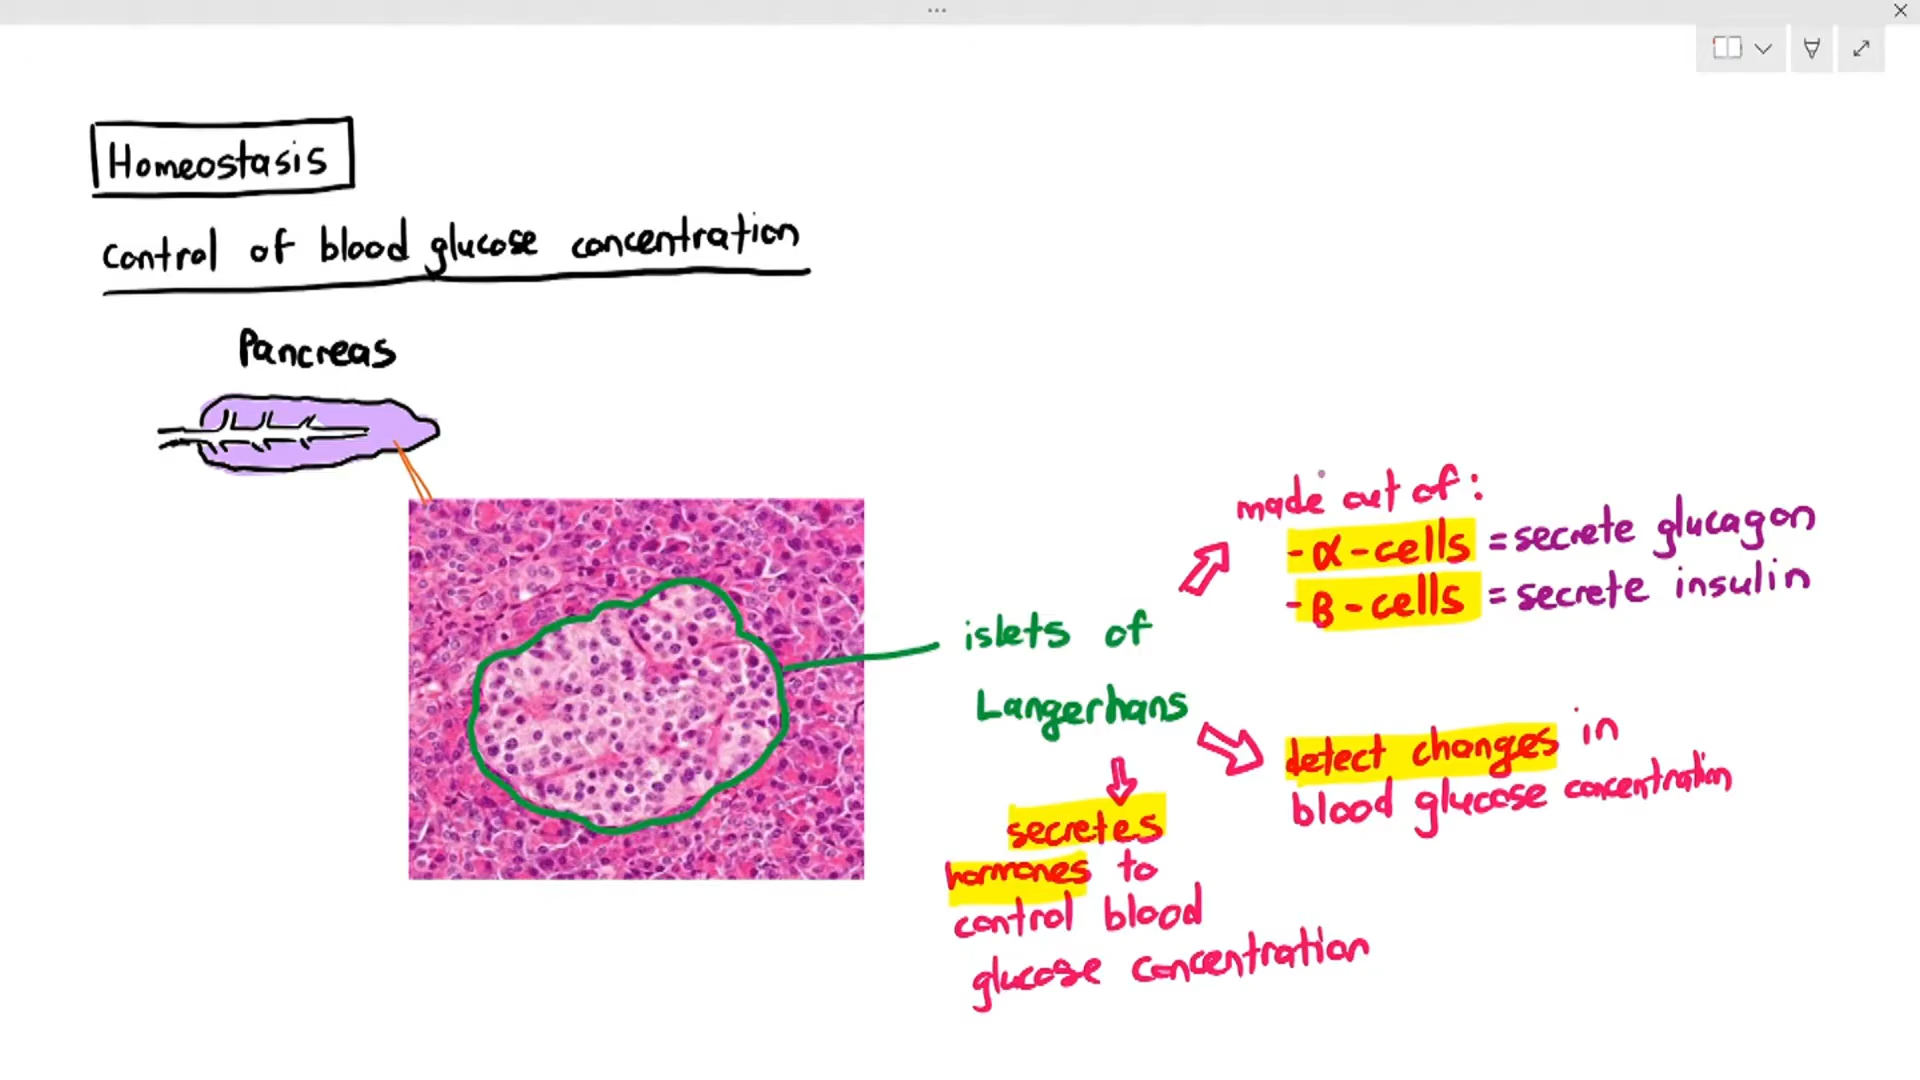 Homeostasis
Control of blood glucose concentration
Pancreas
made out of:
-α-cells = secrete glucagon
-β-cells = secrete insulin
islets of
Langerhans
detect changes in
blood glucose concentration
secretes
hormones to
control blood
glucose concentration